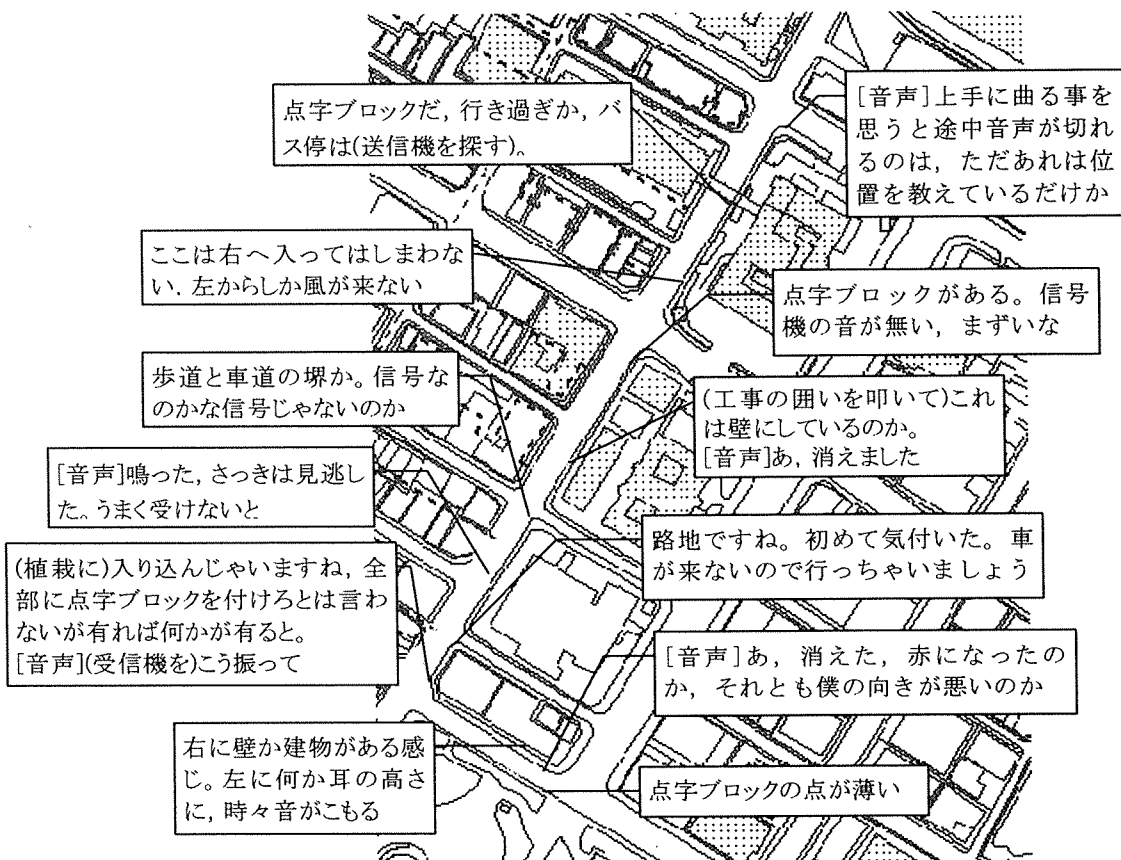 点字ブロックだ，行き過ぎか，バ
ス停は(送信機を探す)。
[音声]上手に曲る事を
思うと途中音声が切れ
るのは，ただあれは位
置を教えているだけか
ここは右へ入ってはしまわな
い．左からしか風が来ない
点字ブロックがある。信号
機の音が無い，まずいな
歩道と車道の堺か。信号な
のかな信号じゃないのか
(工事の囲いを叩いて)これ
は壁にしているのか。
[音声]あ，消えました
[音声]鳴った，さっきは見逃し
た。うまく受けないと
路地ですね。初めて気付いた。車
が来ないので行っちゃいましょう
(植栽に)入り込んじゃいますね，全
部に点字ブロックを付けろとは言わ
ないが有れば何かが有ると。
[音声](受信機を)こう振って
[音声]あ，消えた，赤になったの
か，それとも僕の向きが悪いのか
右に壁か建物がある感
じ。左に何か耳の高さ
に，時々音がこもる
点字ブロックの点が薄い